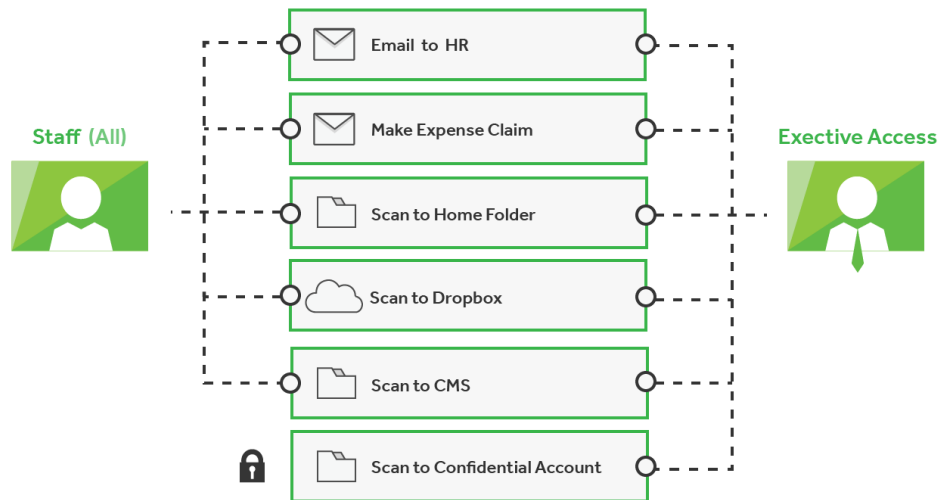 Staff (All)
Email to HR
Make Expense Claim
Scan to Home Folder
Scan to Dropbox
Scan to CMS
Scan to Confidential Account
Exective Access